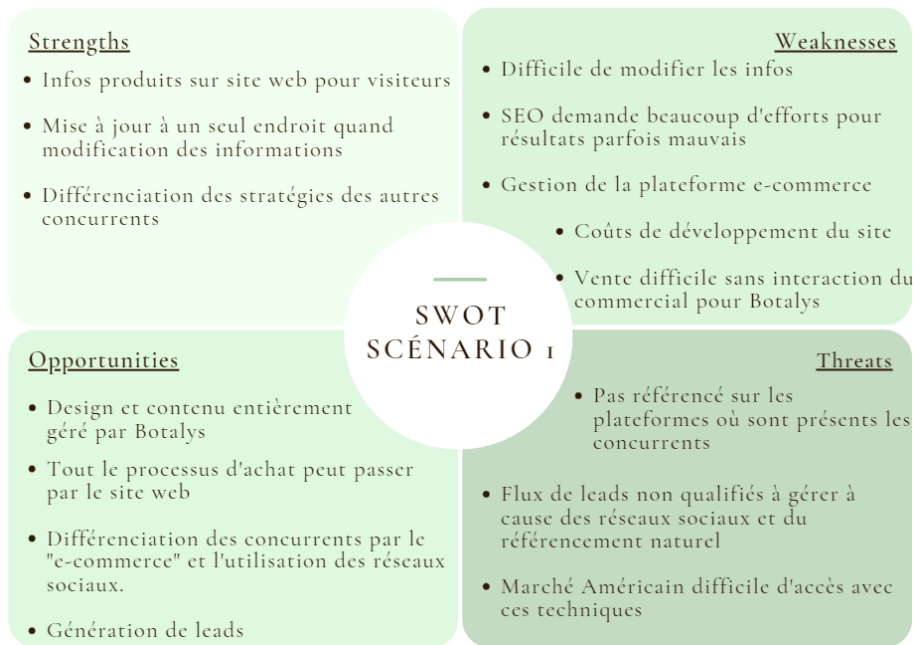 Strengths
• Infos produits sur site web pour visiteurs
• Mise à jour à un seul endroit quand
modification des informations
• Différenciation des stratégies des autres
concurrents
Weaknesses
• Difficile de modifier les infos
• SEO demande beaucoup d'efforts pour
résultats parfois mauvais
• Gestion de la plateforme e-commerce
• Coûts de développement du site
• Vente difficile sans interaction du
commercial pour Botalys
SWOT
SCÉNARIO 1
Opportunities
• Design et contenu entièrement
géré par Botalys
• Tout le processus d'achat peut passer
par le site web
• Différenciation des concurrents par le
"e-commerce" et l'utilisation des réseaux
sociaux.
• Génération de leads
Threats
• Pas référencé sur les
plateformes où sont présents les
concurrents
• Flux de leads non qualifiés à gérer à
cause des réseaux sociaux et du
référencement naturel
• Marché Américain difficile d'accès avec
ces techniques